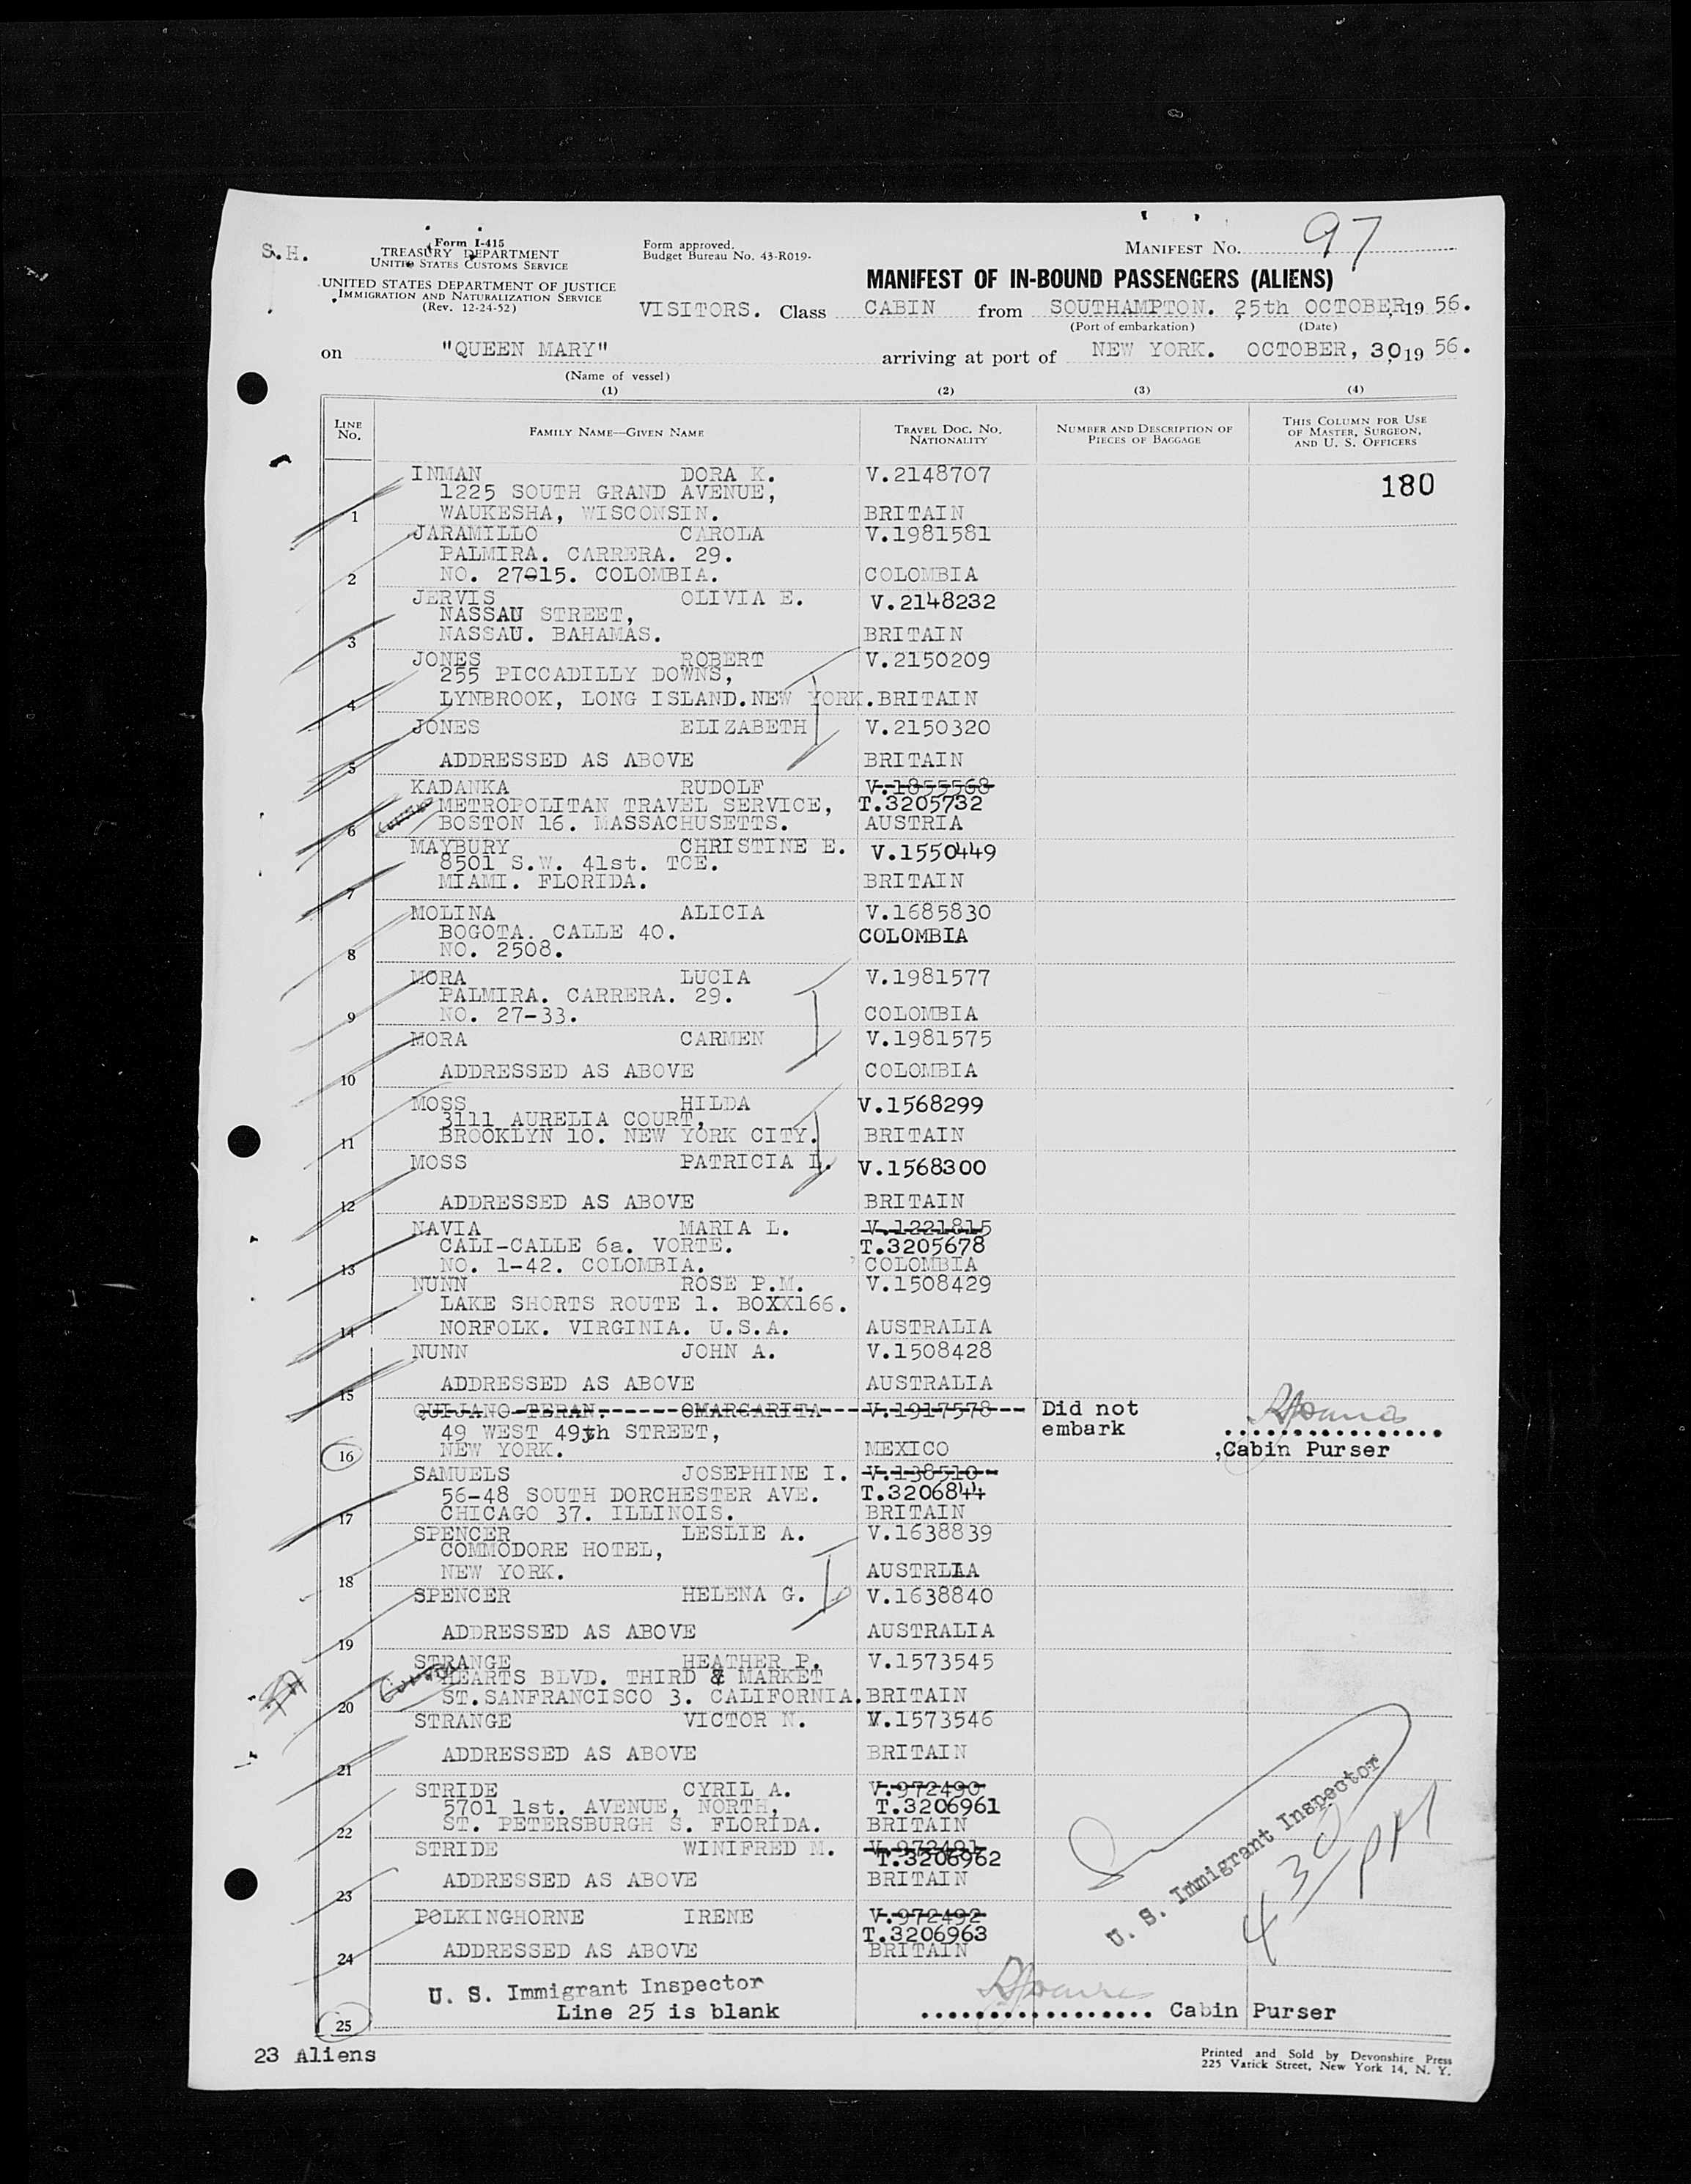 S.H.
Form I-415
TREASURY DEPARTMENT
UNITED STATES CUSTOMS SERVICE
UNITED STATES DEPARTMENT OF JUSTICE
IMMIGRATION AND NATURALIZATION SERVICE
(Rev. 12-24-52)
Form approved.
Budget Bureau No. 43-R019-
MANIFEST NO. 97
MANIFEST OF IN-BOUND PASSENGERS (ALIENS)
VISITORS. Class CABIN from SOUTHAMPTON. 25th OCTOBER, 19 56.
(Port of embarkation) (Date)
on "QUEEN MARY" arriving at port of NEW YORK. OCTOBER, 30, 19 56.
(Name of vessel)
(1) (2) (3) (4)
LINE No. FAMILY NAME—GIVEN NAME TRAVEL DOC. NO. NATIONALITY NUMBER AND DESCRIPTION OF PIECES OF BAGGAGE THIS COLUMN FOR USE OF MASTER, SURGEON, AND U. S. OFFICERS
INMAN DORA K. V.2148707 180
1225 SOUTH GRAND AVENUE,
1 WAUKESHA, WISCONSIN. BRITAIN
JARAMILLO CAROLA V.1981581
PALMIRA. CARRERA. 29.
2 NO. 27015. COLOMBIA. COLOMBIA
JERVIS OLIVIA E. V.2148232
NASSAU STREET,
3 NASSAU. BAHAMAS. BRITAIN
JONES ROBERT V.2150209
255 PICCADILLY DOWNS,
4 LYNBROOK, LONG ISLAND.NEW YORK. BRITAIN
JONES ELIZABETH V.2150320
5 ADDRESSED AS ABOVE BRITAIN
KADANKA RUDOLF V.1855568
METROPOLITAN TRAVEL SERVICE, T.3205732
6 BOSTON 16. MASSACHUSETTS. AUSTRIA
MAYBURY CHRISTINE E. V.1550449
8501 S.W. 41st. TCE.
7 MIAMI. FLORIDA. BRITAIN
MOLINA ALICIA V.1685830
BOGOTA. CALLE 40. COLOMBIA
8 NO. 2508.
MORA LUCIA V.1981577
PALMIRA. CARRERA. 29.
9 NO. 27-33. COLOMBIA
MORA CARMEN V.1981575
10 ADDRESSED AS ABOVE COLOMBIA
MOSS HILDA V.1568299
3111 AURELIA COURT,
11 BROOKLYN 10. NEW YORK CITY. BRITAIN
MOSS PATRICIA L. V.1568300
12 ADDRESSED AS ABOVE BRITAIN
NAVIA MARIA L. V.1221815
CALI-CALLE 6a. VORTE. T.3205678
13 NO. 1-42. COLOMBIA. COLOMBIA
NUNN ROSE P.M. V.1508429
LAKE SHORTS ROUTE 1. BOXX166.
14 NORFOLK. VIRGINIA. U.S.A. AUSTRALIA
NUNN JOHN A. V.1508428
15 ADDRESSED AS ABOVE AUSTRALIA
QUIJANO-TERAN. OMARGARITA V.1917578 Did not
49 WEST 49th STREET, embark
16 NEW YORK. MEXICO Cabin Purser
SAMUELS JOSEPHINE I. V.138510
56-48 SOUTH DORCHESTER AVE. T.3206844
17 CHICAGO 37. ILLINOIS. BRITAIN
SPENCER LESLIE A. V.1638839
COMMODORE HOTEL,
18 NEW YORK. AUSTRLIA
SPENCER HELENA G. V.1638840
19 ADDRESSED AS ABOVE AUSTRALIA
STRANGE HEATHER P. V.1573545
HEARTS BLVD. THIRD & MARKET
20 ST.SANFRANCISCO 3. CALIFORNIA. BRITAIN
STRANGE VICTOR N. V.1573546
21 ADDRESSED AS ABOVE BRITAIN
STRIDE CYRIL A. V.972490
5701 1st. AVENUE, NORTH, T.3206961
22 ST. PETERSBURGH S. FLORIDA. BRITAIN
STRIDE WINIFRED M. V.972491
T.3206962
23 ADDRESSED AS ABOVE BRITAIN
POLKINGHORNE IRENE V.972492
T.3206963
24 ADDRESSED AS ABOVE BRITAIN
U. S. Immigrant Inspector
4 30 PM
U. S. Immigrant Inspector
Line 25 is blank Cabin Purser
25
23 Aliens
Printed and Sold by Devonshire Press
225 Varick Street, New York 14, N. Y.